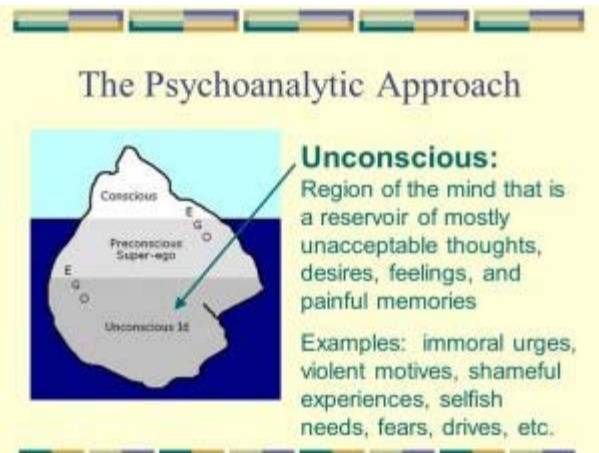 The Psychoanalytic Approach
Conscious
E
G
O
Preconscious
Super-ego
E
G
O
Unconscious Id
Unconscious:
Region of the mind that is
a reservoir of mostly
unacceptable thoughts,
desires, feelings, and
painful memories
Examples: immoral urges,
violent motives, shameful
experiences, selfish
needs, fears, drives, etc.